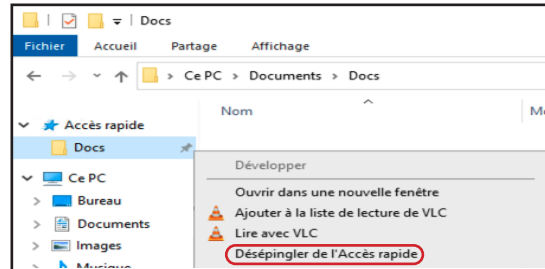 Docs
Fichier Accueil Partage Affichage
Ce PC > Documents > Docs
Nom
Accès rapide
Docs
Ce PC
Bureau
Documents
Images
Musique
Développer
Ouvrir dans une nouvelle fenêtre
Ajouter à la liste de lecture de VLC
Lire avec VLC
Désépingler de l'Accès rapide